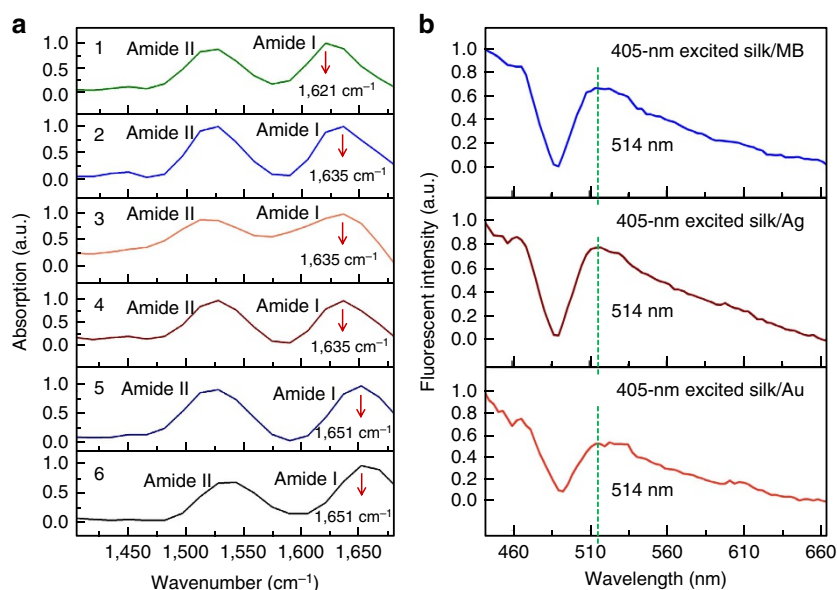 a
1 Amide II Amide I
1,621 cm⁻¹
2 Amide II Amide I
1,635 cm⁻¹
3 Amide II Amide I
1,635 cm⁻¹
4 Amide II Amide I
1,635 cm⁻¹
5 Amide II Amide I
1,651 cm⁻¹
6 Amide II Amide I
1,651 cm⁻¹
1.0
0.5
0.0
1.0
0.5
0.0
1.0
0.5
0.0
1.0
0.5
0.0
1.0
0.5
0.0
1.0
0.5
0.0
Absorption (a.u.)
1,450 1,500 1,550 1,600 1,650
Wavenumber (cm⁻¹)
b
405-nm excited silk/MB
514 nm
405-nm excited silk/Ag
514 nm
405-nm excited silk/Au
514 nm
1.0
0.8
0.6
0.4
0.2
0.0
1.0
0.8
0.6
0.4
0.2
0.0
1.0
0.8
0.6
0.4
0.2
0.0
Fluorescent intensity (a.u.)
460 510 560 610 660
Wavelength (nm)